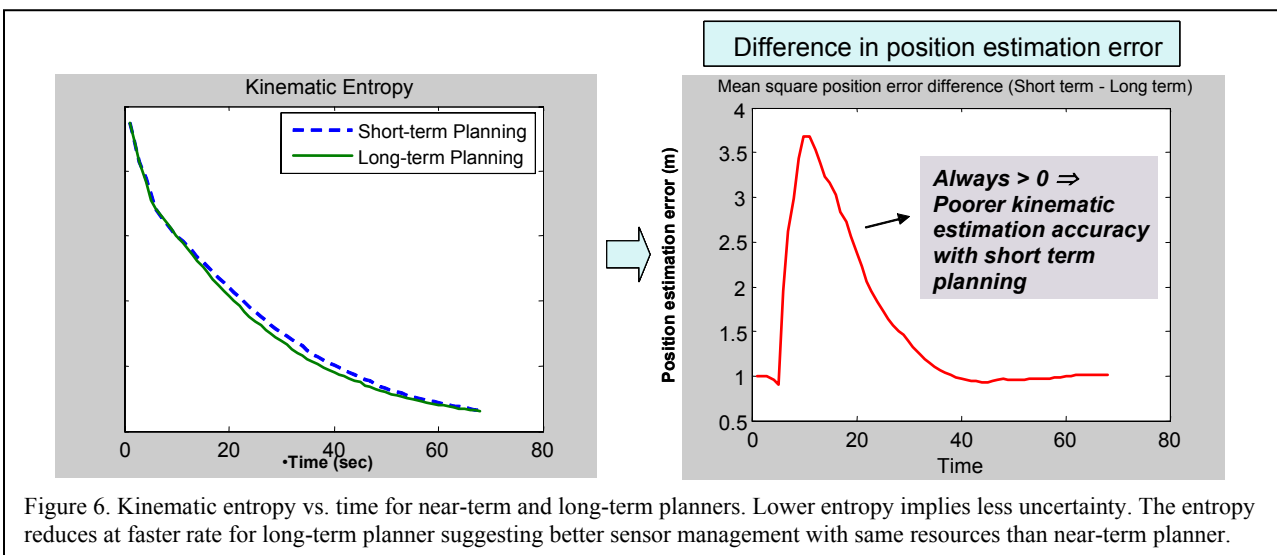 Difference in position estimation error
Kinematic Entropy
Short-term Planning
Long-term Planning
0
20
40
60
80
•Time (sec)
Mean square position error difference (Short term - Long term)
4
3.5
3
2.5
2
1.5
1
0.5
Position estimation error (m)
Always > 0 ⇒
Poorer kinematic
estimation accuracy
with short term
planning
0
20
40
60
80
Time
Figure 6. Kinematic entropy vs. time for near-term and long-term planners. Lower entropy implies less uncertainty. The entropy
reduces at faster rate for long-term planner suggesting better sensor management with same resources than near-term planner.